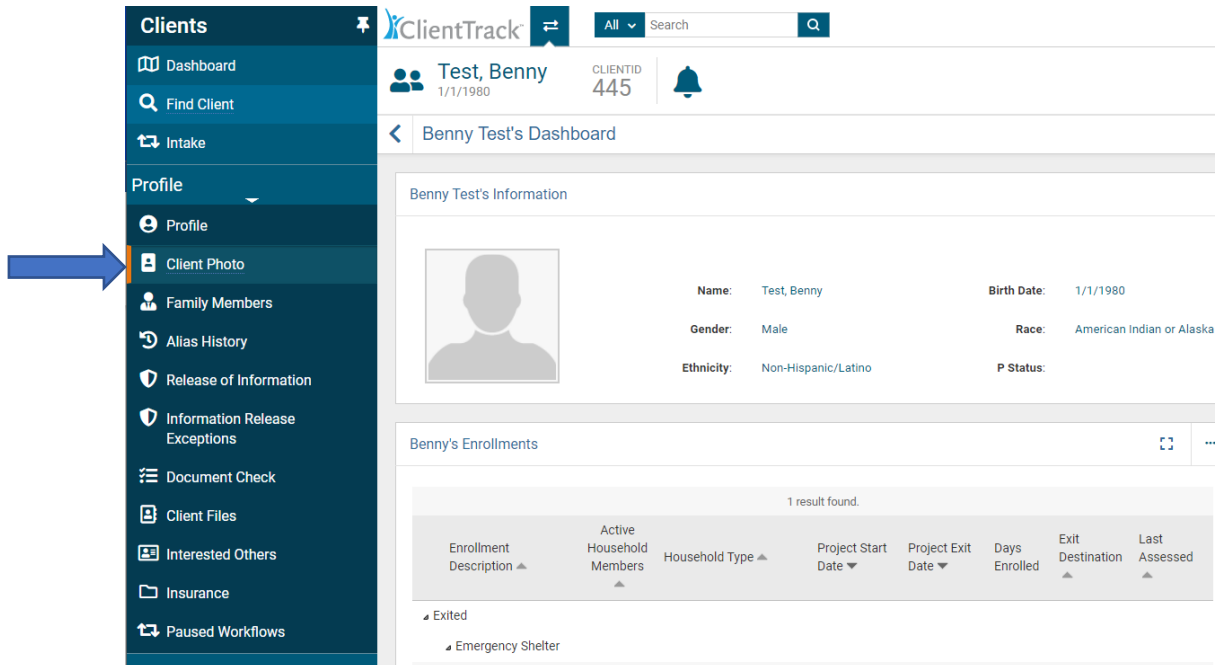 Clients
Dashboard
Find Client
Intake
Profile
Profile
Client Photo
Family Members
Alias History
Release of Information
Information Release
Exceptions
Document Check
Client Files
Interested Others
Insurance
Paused Workflows
ClientTrack
All
Search
Test, Benny
1/1/1980
CLIENTID
445
Benny Test's Dashboard
Benny Test's Information
Name: Test, Benny Birth Date: 1/1/1980
Gender: Male Race: American Indian or Alaska
Ethnicity: Non-Hispanic/Latino P Status:
Benny's Enrollments
1 result found.
Enrollment
Description
Active
Household
Members
Household Type
Project Start
Date
Project Exit
Date
Days
Enrolled
Exit
Destination
Last
Assessed
Exited
Emergency Shelter